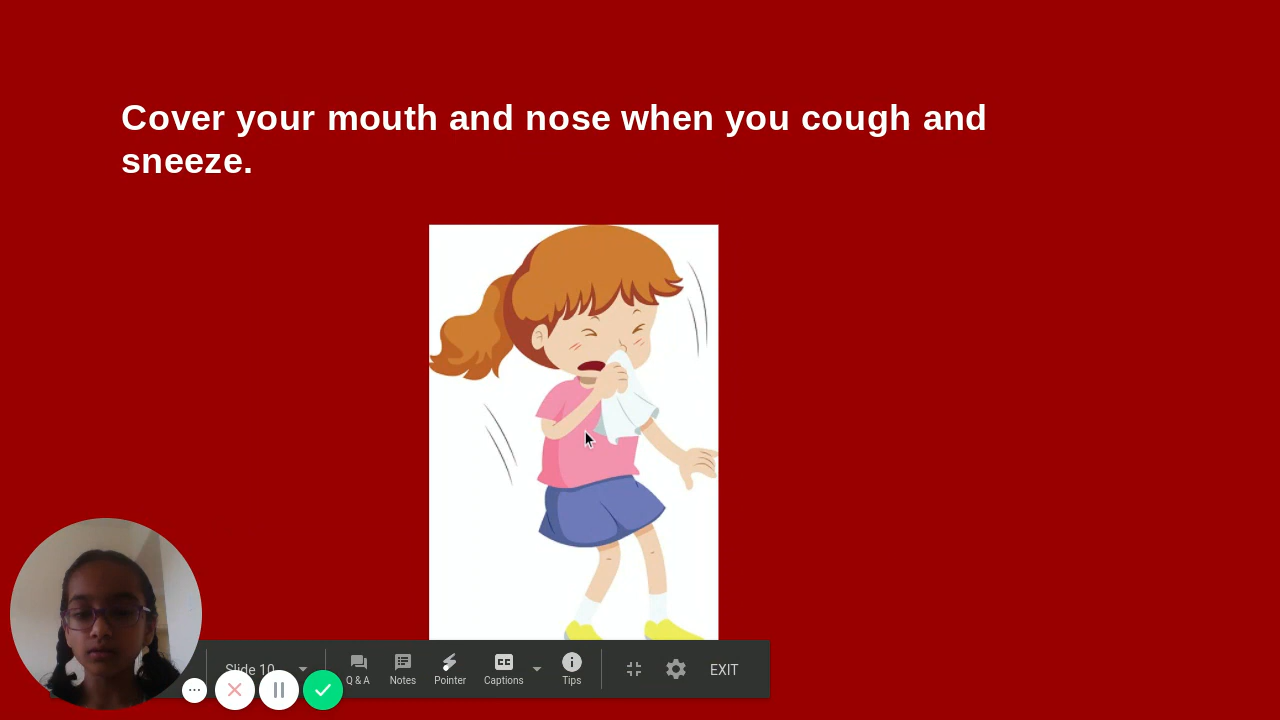 Cover your mouth and nose when you cough and
sneeze.
Slide 10
Q & A
Notes
Pointer
Captions
Tips
EXIT